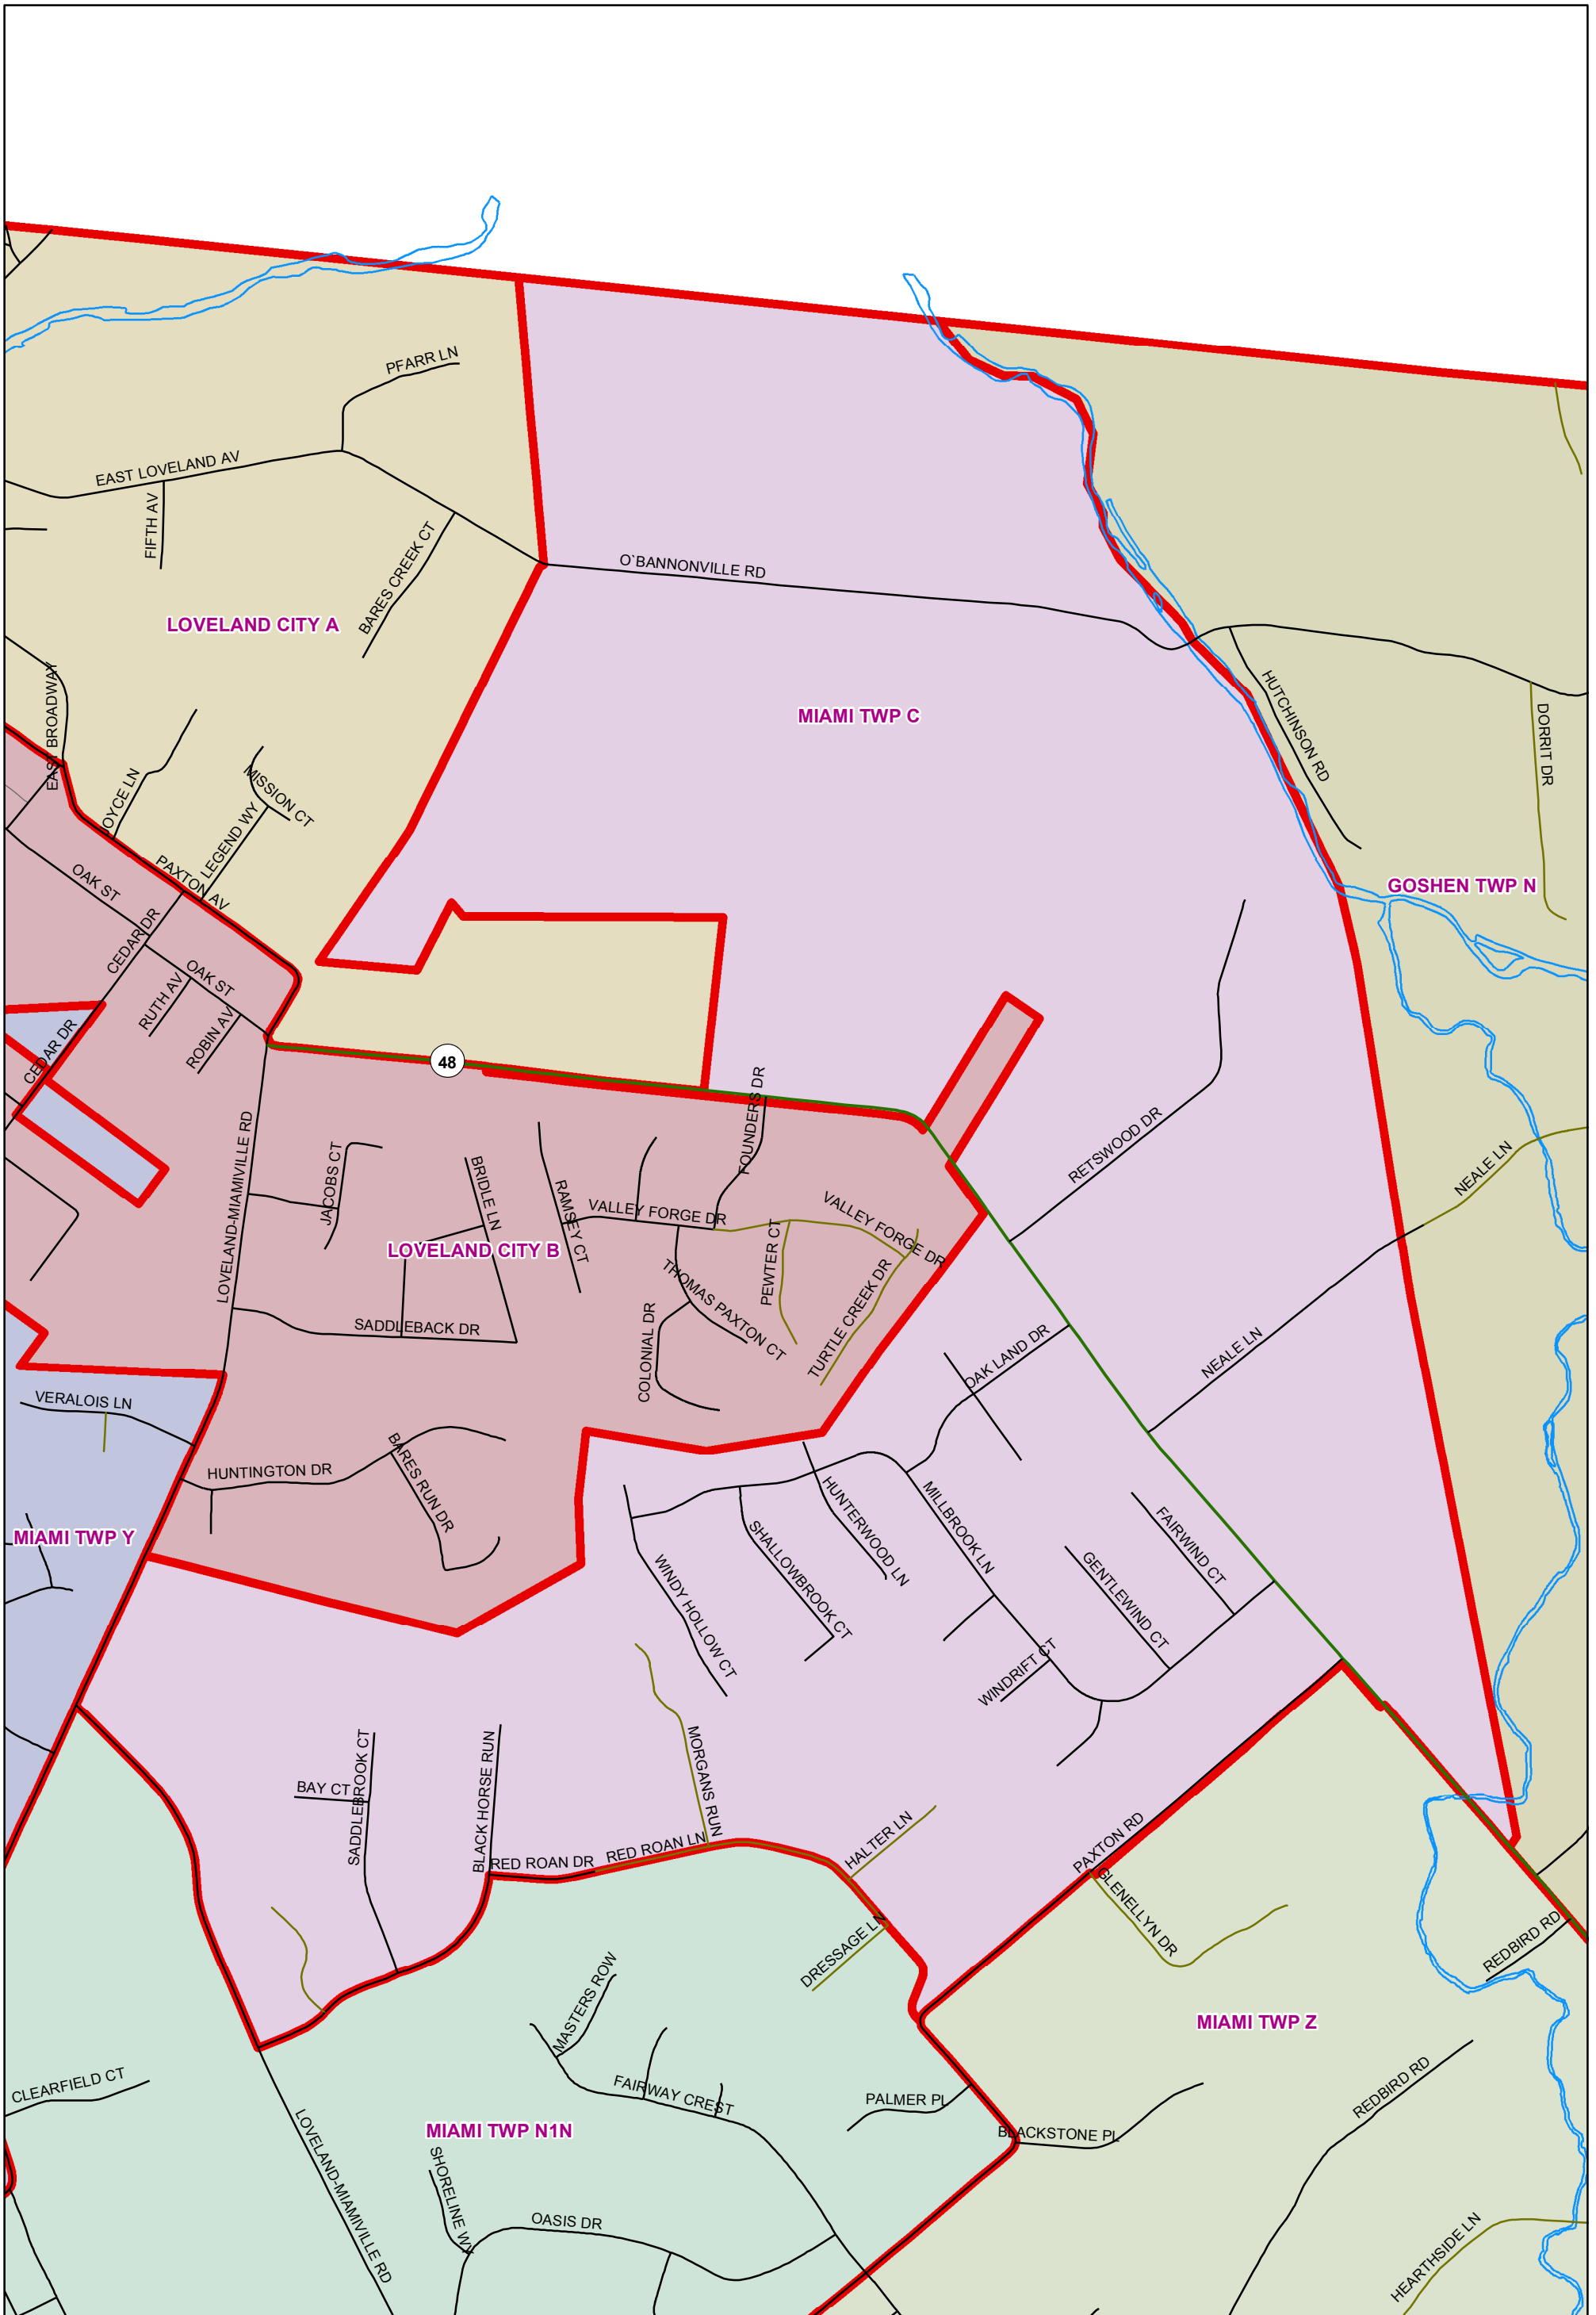 PFARR LN
EAST LOVELAND AV
FIFTH AV
BARES CREEK CT
O`BANNONVILLE RD
LOVELAND CITY A
EAST BROADWAY
MIAMI TWP C
HUTCHINSON RD
DORRIT DR
MISSION CT
OYCE LN
LEGEND WY
PAXTON AV
OAK ST
CEDAR DR
GOSHEN TWP N
OAK ST
RUTH AV
ROBIN AV
CEDAR DR
48
FOUNDERS DR
LOVELAND-MIAMIVILLE RD
JACOBS CT
BRIDLE LN
RAMSEY CT
VALLEY FORGE DR
VALLEY FORGE DR
RETSWOOD DR
NEALE LN
LOVELAND CITY B
PEWTER CT
THOMAS PAXTON CT
TURTLE CREEK DR
SADDLEBACK DR
COLONIAL DR
OAK LAND DR
NEALE LN
VERALOIS LN
HUNTINGTON DR
BARES RUN DR
MIAMI TWP Y
HUNTERWOOD LN
MILLBROOK LN
SHALLOWBROOK CT
WINDY HOLLOW CT
FAIRWIND CT
GENTLEWIND CT
WINDRIFT CT
MORGANS RUN
BAY CT
SADDLEBROOK CT
BLACK HORSE RUN
RED ROAN DR
RED ROAN LN
HALTER LN
PAXTON RD
GLENELLYN DR
DRESSAGE LN
REDBIRD RD
MASTERS ROW
MIAMI TWP Z
CLEARFIELD CT
FAIRWAY CREST
PALMER PL
BLACKSTONE PL
REDBIRD RD
MIAMI TWP N1N
LOVELAND-MIAMIVILLE RD
SHORELINE WY
OASIS DR
HEARTHSIDE LN